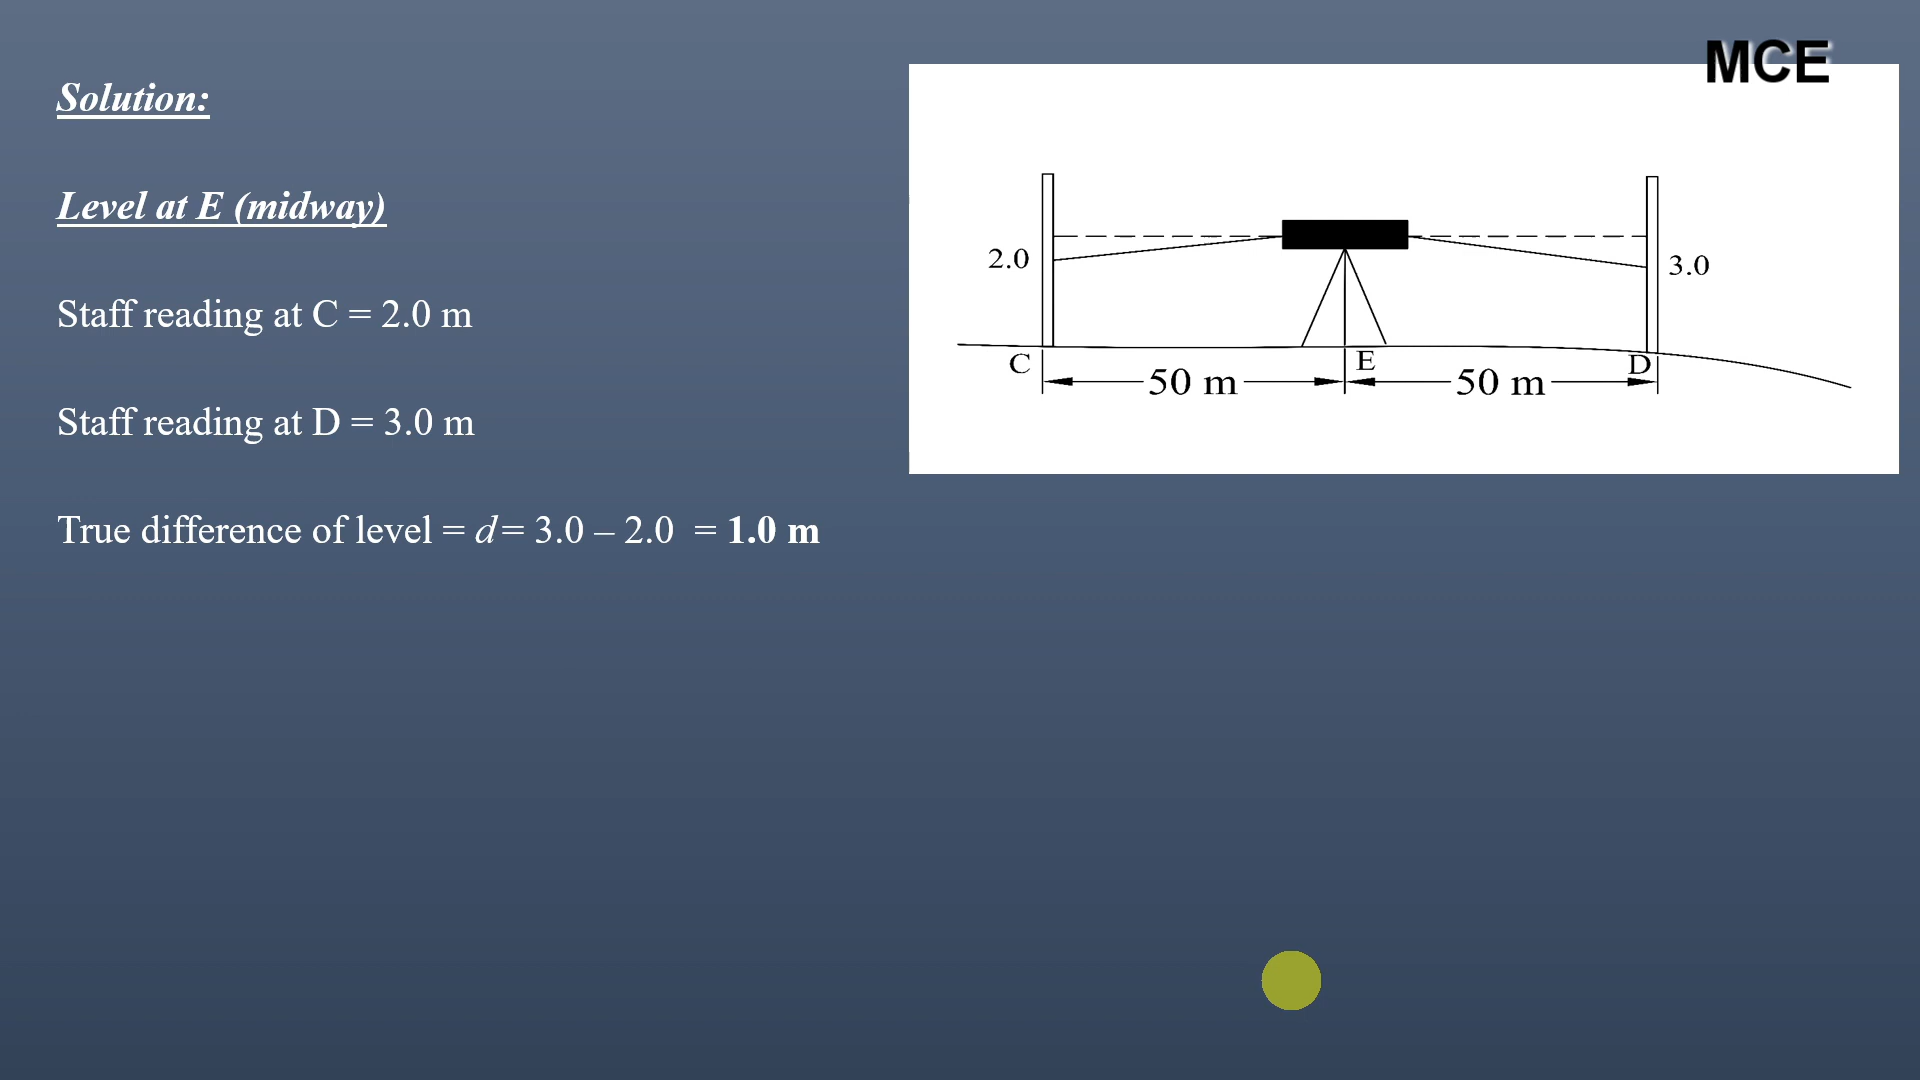 MCE
Solution:
Level at E (midway)
Staff reading at C = 2.0 m
Staff reading at D = 3.0 m
True difference of level = d = 3.0 – 2.0 = 1.0 m
2.0
3.0
C
E
D
50 m
50 m